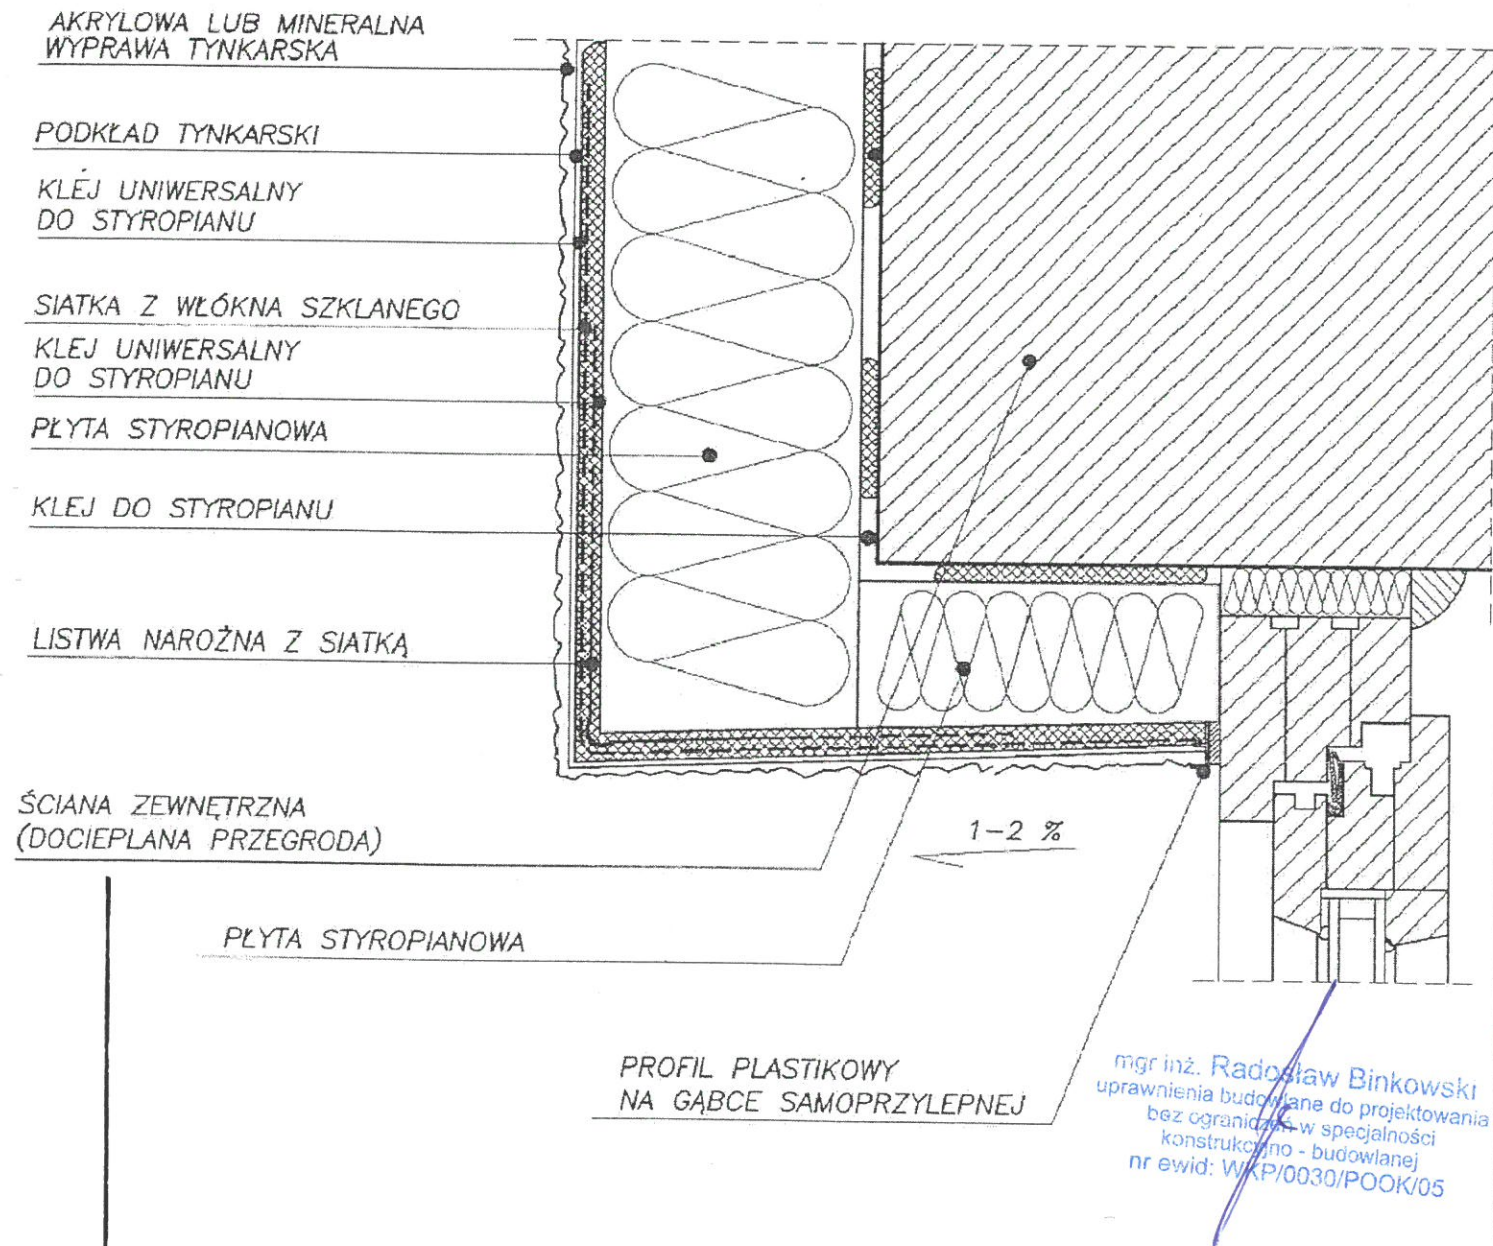 AKRYLOWA LUB MINERALNA
WYPRAWA TYNKARSKA
PODKŁAD TYNKARSKI
KLEJ UNIWERSALNY
DO STYROPIANU
SIATKA Z WŁÓKNA SZKLANEGO
KLEJ UNIWERSALNY
DO STYROPIANU
PŁYTA STYROPIANOWA
KLEJ DO STYROPIANU
LISTWA NAROŻNA Z SIATKĄ
ŚCIANA ZEWNĘTRZNA
(DOCIEPLANA PRZEGRODA)
1-2 %
PŁYTA STYROPIANOWA
PROFIL PLASTIKOWY
NA GĄBCE SAMOPRZYLEPNEJ
mgr inż. Radosław Binkowski
uprawnienia budowlane do projektowania
bez ograniczeń w specjalności
konstrukcyjno - budowlanej
nr ewid: WKP/0030/POOK/05